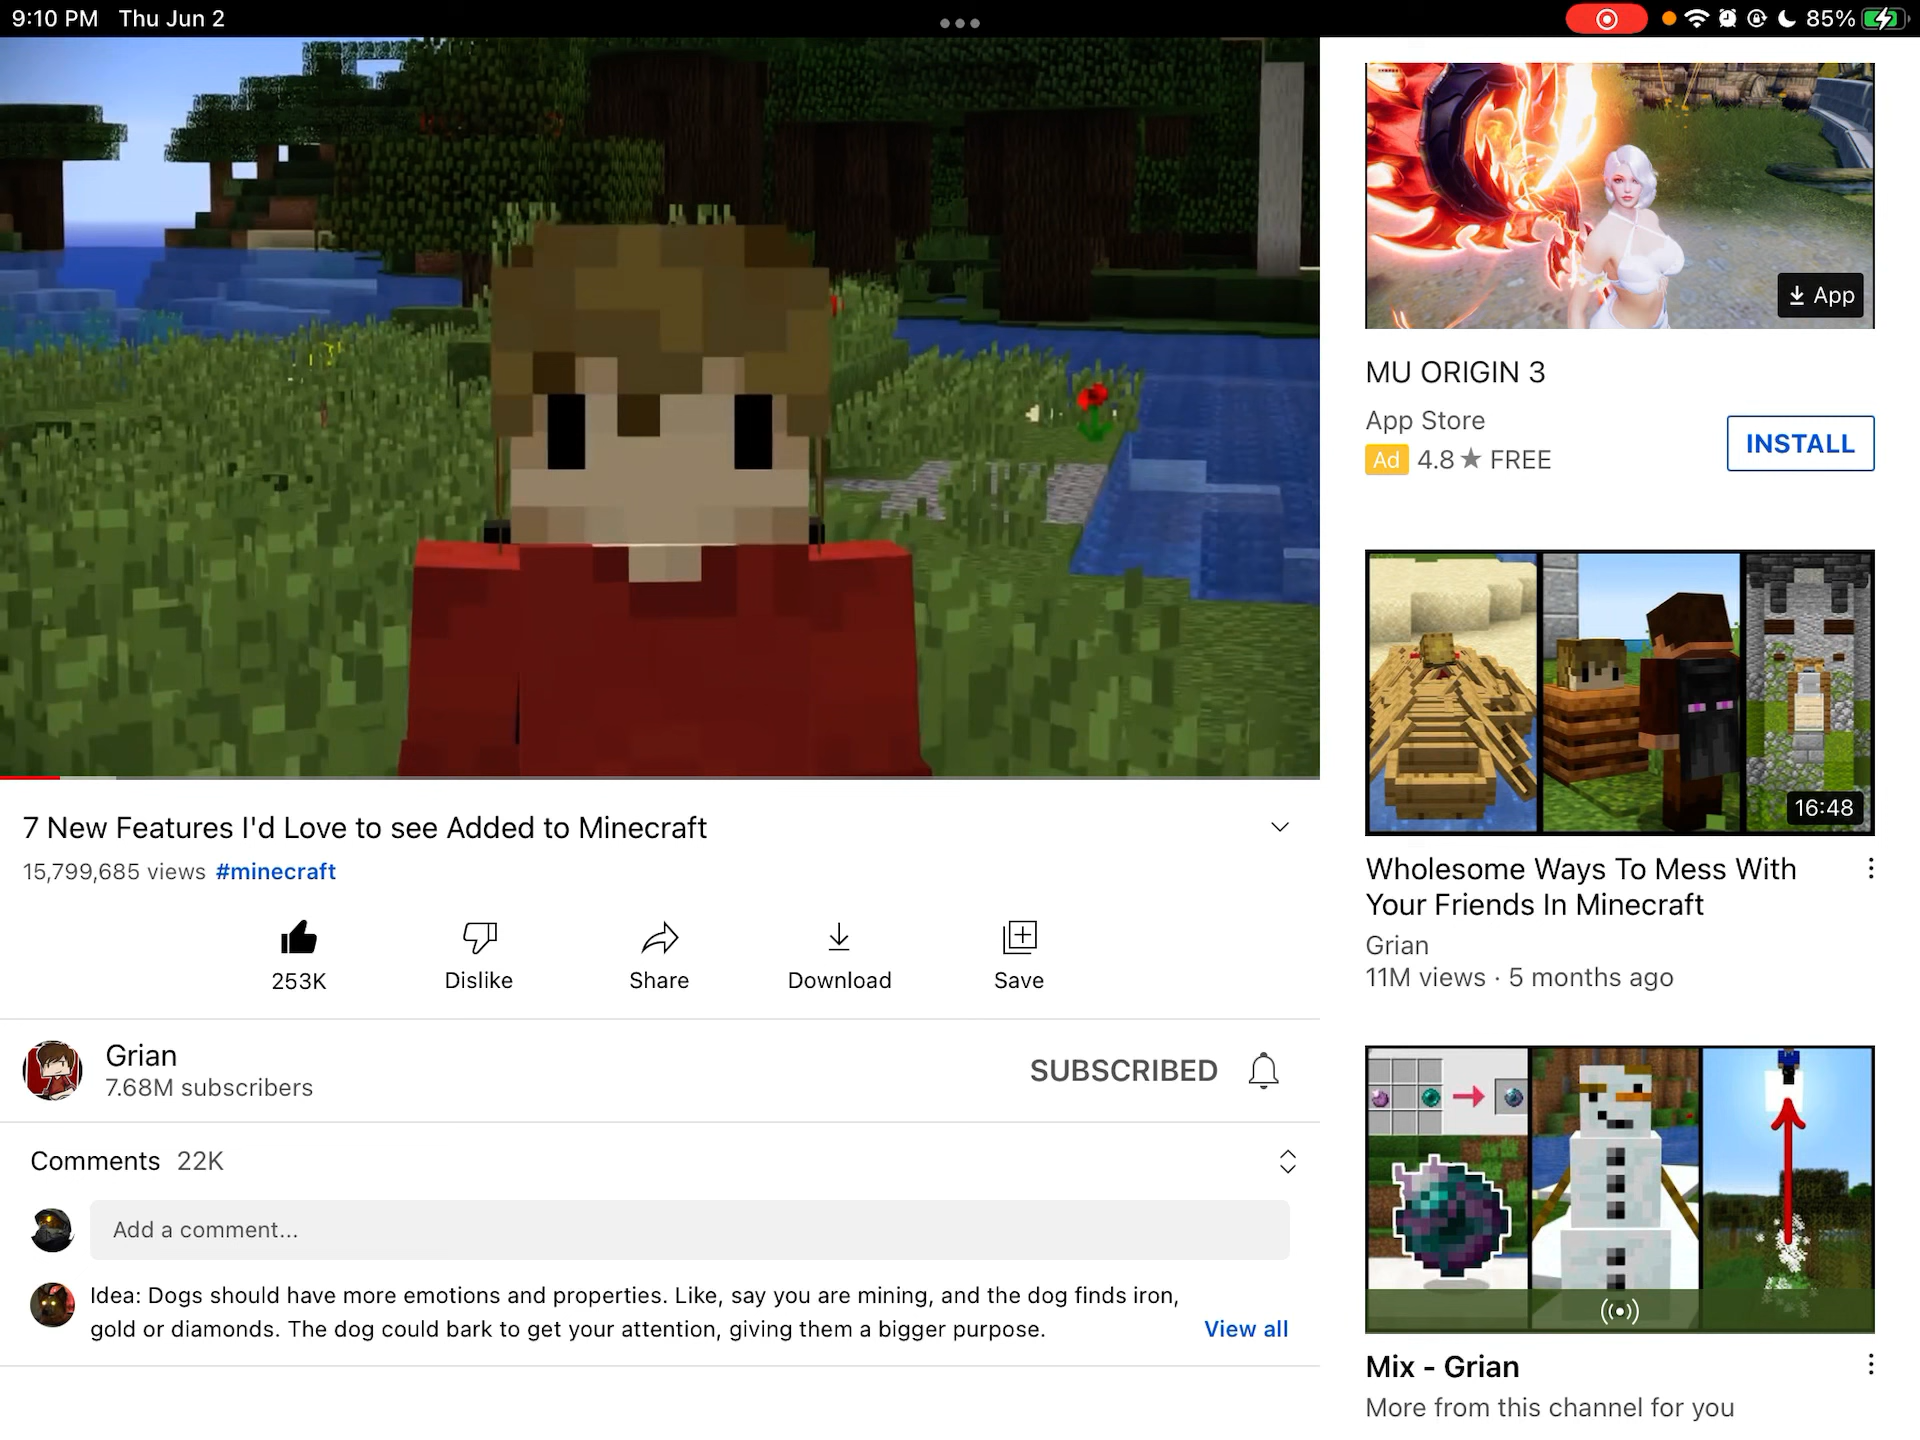 9:10 PM Thu Jun 2
85%
App
MU ORIGIN 3
App Store
Ad 4.8 ★ FREE
INSTALL
16:48
Wholesome Ways To Mess With
Your Friends In Minecraft
Grian
11M views · 5 months ago
Mix - Grian
More from this channel for you
7 New Features I'd Love to see Added to Minecraft
15,799,685 views #minecraft
253K
Dislike
Share
Download
Save
Grian
7.68M subscribers
SUBSCRIBED
Comments 22K
Add a comment...
Idea: Dogs should have more emotions and properties. Like, say you are mining, and the dog finds iron,
gold or diamonds. The dog could bark to get your attention, giving them a bigger purpose.
View all